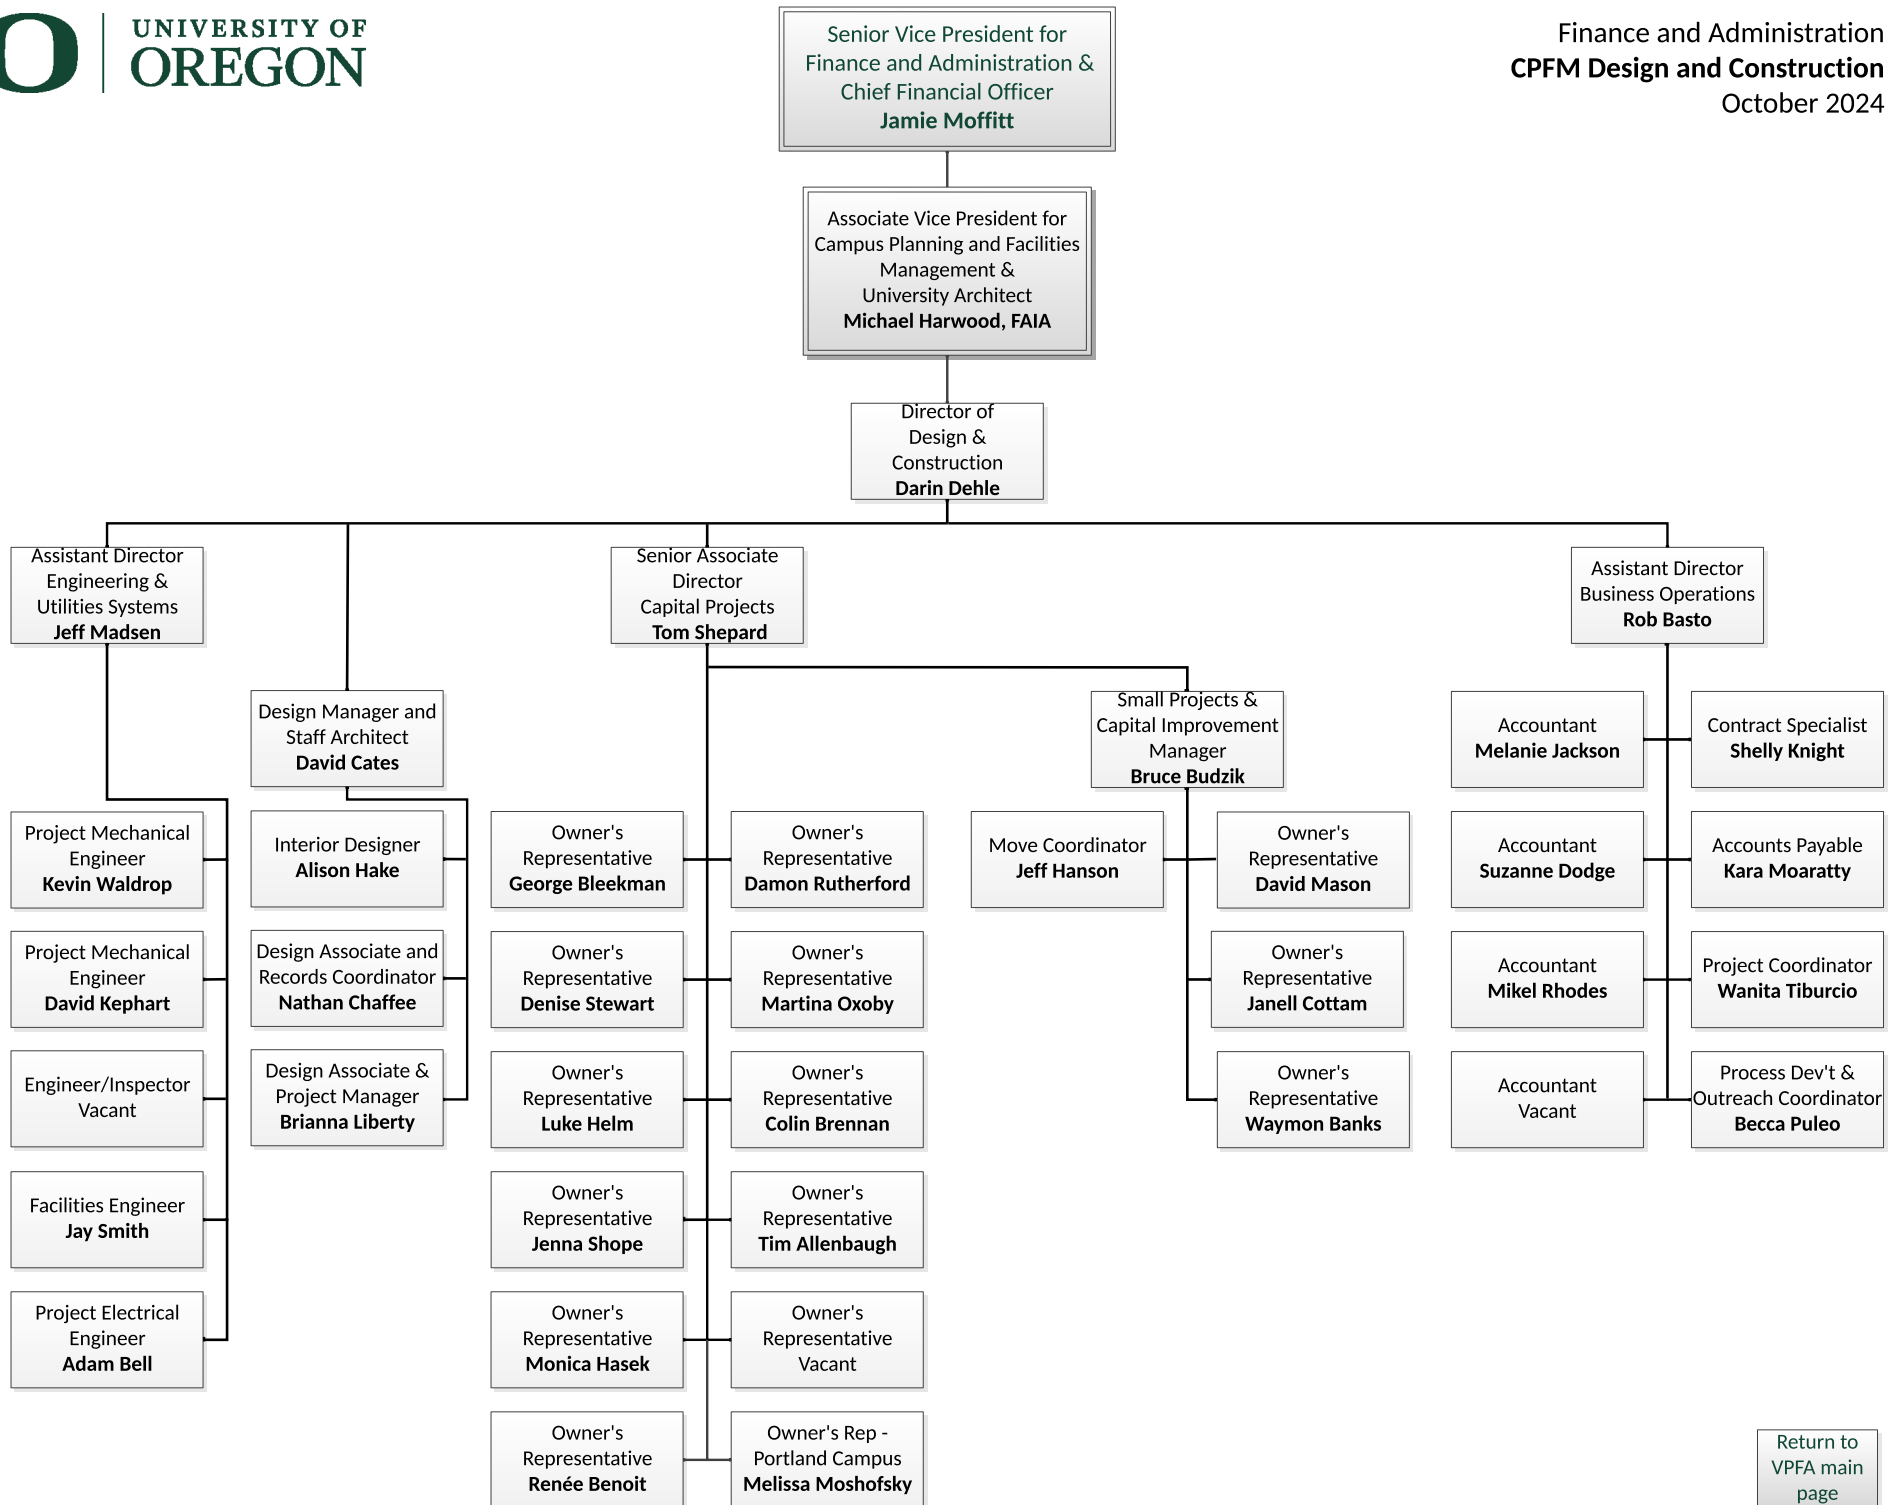 UNIVERSITY OF
OREGON
Finance and Administration
CPFM Design and Construction
October 2024
Senior Vice President for
Finance and Administration &
Chief Financial Officer
Jamie Moffitt
Associate Vice President for
Campus Planning and Facilities
Management &
University Architect
Michael Harwood, FAIA
Director of
Design &
Construction
Darin Dehle
Assistant Director
Engineering &
Utilities Systems
Jeff Madsen
Senior Associate
Director
Capital Projects
Tom Shepard
Assistant Director
Business Operations
Rob Basto
Design Manager and
Staff Architect
David Cates
Small Projects &
Capital Improvement
Manager
Bruce Budzik
Accountant
Melanie Jackson
Contract Specialist
Shelly Knight
Project Mechanical
Engineer
Kevin Waldrop
Interior Designer
Alison Hake
Owner's
Representative
George Bleekman
Owner's
Representative
Damon Rutherford
Move Coordinator
Jeff Hanson
Owner's
Representative
David Mason
Accountant
Suzanne Dodge
Accounts Payable
Kara Moaratty
Project Mechanical
Engineer
David Kephart
Design Associate and
Records Coordinator
Nathan Chaffee
Owner's
Representative
Denise Stewart
Owner's
Representative
Martina Oxoby
Owner's
Representative
Janell Cottam
Accountant
Mikel Rhodes
Project Coordinator
Wanita Tiburcio
Engineer/Inspector
Vacant
Design Associate &
Project Manager
Brianna Liberty
Owner's
Representative
Luke Helm
Owner's
Representative
Colin Brennan
Owner's
Representative
Waymon Banks
Accountant
Vacant
Process Dev't &
Outreach Coordinator
Becca Puleo
Facilities Engineer
Jay Smith
Owner's
Representative
Jenna Shope
Owner's
Representative
Tim Allenbaugh
Project Electrical
Engineer
Adam Bell
Owner's
Representative
Monica Hasek
Owner's
Representative
Vacant
Owner's
Representative
Renée Benoit
Owner's Rep -
Portland Campus
Melissa Moshofsky
Return to
VPFA main
page